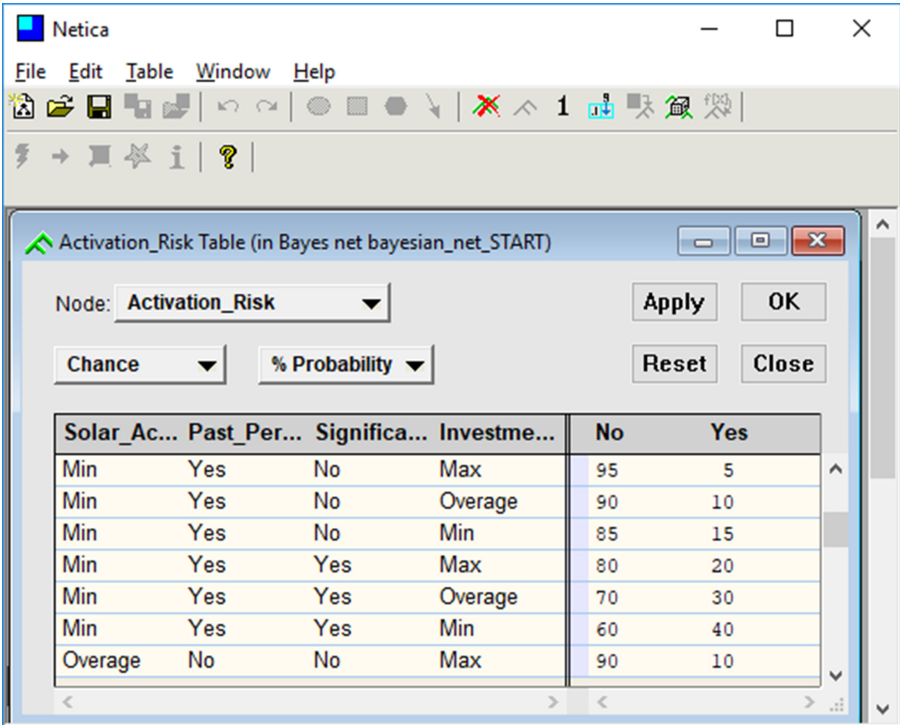 Netica
File Edit Table Window Help
1
i ?
Activation_Risk Table (in Bayes net bayesian_net_START)
Node: Activation_Risk Apply OK
Chance % Probability Reset Close
Solar_Ac... Past_Per... Significa... Investme... No Yes
Min Yes No Max 95 5
Min Yes No Overage 90 10
Min Yes No Min 85 15
Min Yes Yes Max 80 20
Min Yes Yes Overage 70 30
Min Yes Yes Min 60 40
Overage No No Max 90 10